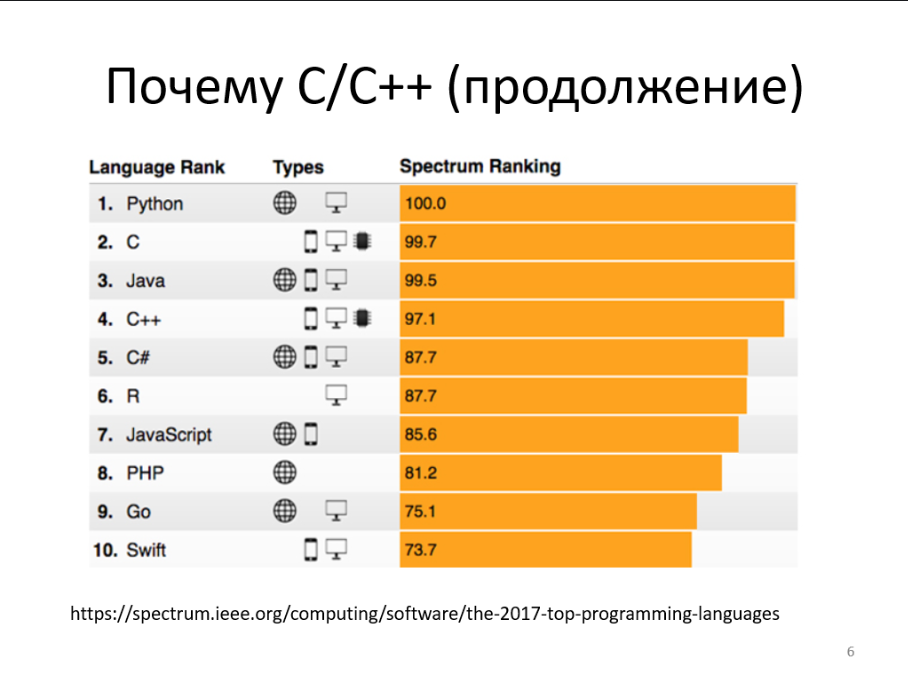 Почему С/С++ (продолжение)
Language Rank Types Spectrum Ranking
1. Python 100.0
2. C 99.7
3. Java 99.5
4. C++ 97.1
5. C# 87.7
6. R 87.7
7. JavaScript 85.6
8. PHP 81.2
9. Go 75.1
10. Swift 73.7
https://spectrum.ieee.org/computing/software/the-2017-top-programming-languages
6